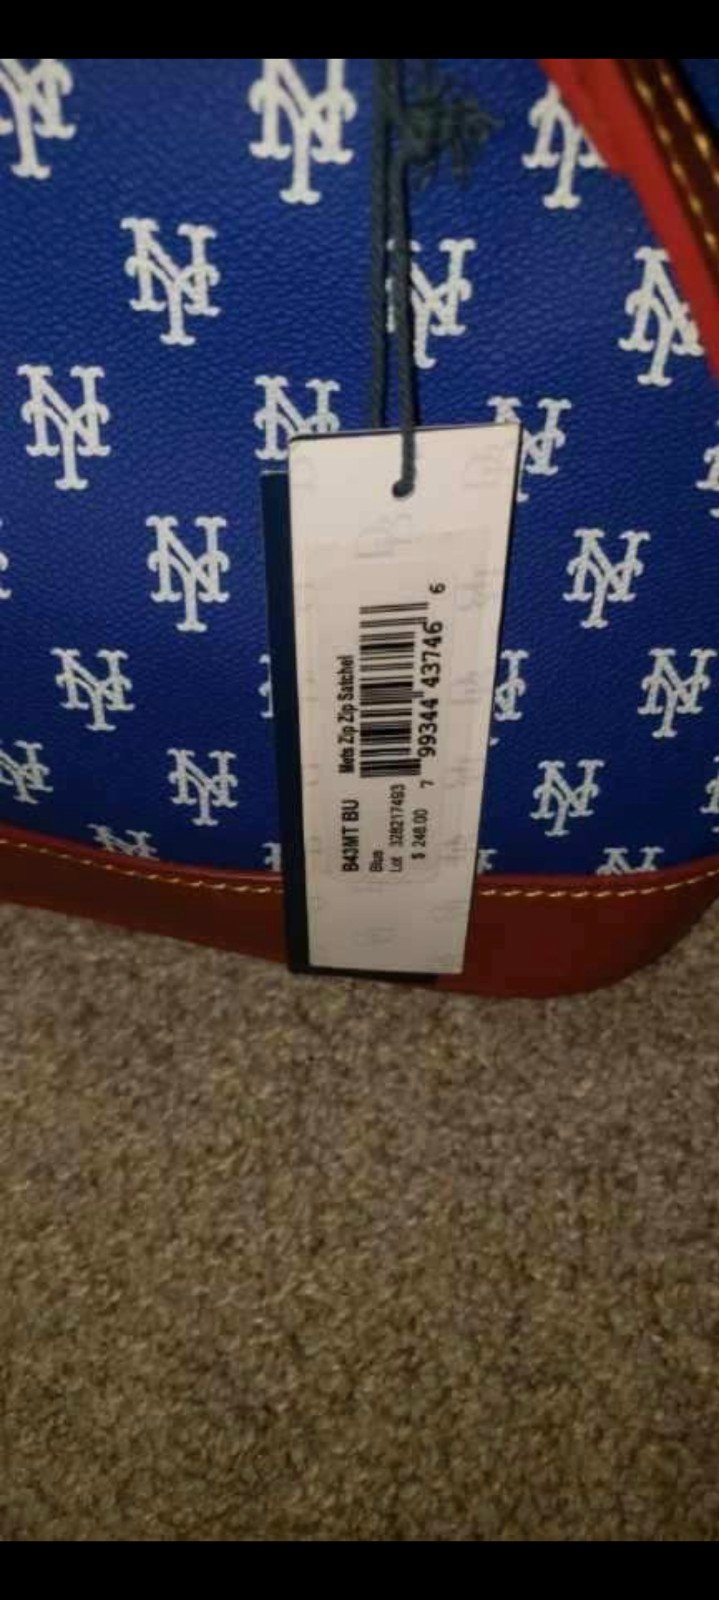 Mets Zip Zip Satchel
7 99344 43746 6
B43MT BU
Blue
Lot 328217493
$ 248.00